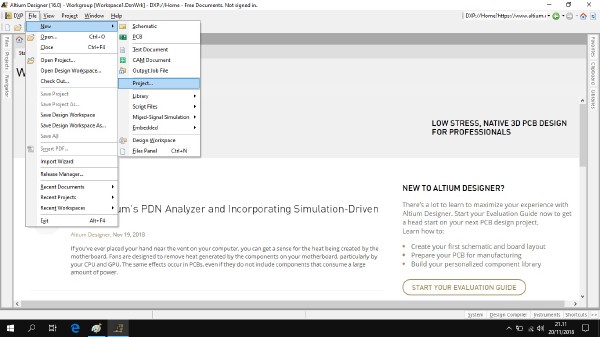 Altium Designer (16.0) - Workgroup [Workspace1.DsnWrk] - DXP://Home - Free Documents. Not signed in.
DXP File View Project Window Help
DXP://Home?https://www.altium.r
New
Open... Ctrl+O
Close Ctrl+F4
Open Project...
Open Design Workspace...
Check Out...
Save Project
Save Project As...
Save Design Workspace
Save Design Workspace As...
Save All
Smart PDF...
Import Wizard
Release Manager...
Recent Documents
Recent Projects
Recent Workspaces
Exit Alt+F4
Schematic
PCB
Text Document
CAM Document
Output Job File
Project...
Library
Script Files
Mixed-Signal Simulation
Embedded
Design Workspace
Files Panel Ctrl+N
Files Projects Navigator
Favorites Clipboard Libraries
LOW STRESS, NATIVE 3D PCB DESIGN
FOR PROFESSIONALS
um's PDN Analyzer and Incorporating Simulation-Driven
Altium Designer, Nov 19, 2018
If you've ever placed your hand near the vent on your computer, you can get a sense for the heat being created by the
motherboard. Fans are designed to remove heat generated by the components on your motherboard, particularly by
your CPU and GPU. The same effects occur in PCBs, even if they do not include components that consume a large
amount of power.
NEW TO ALTIUM DESIGNER?
There's a lot to learn to maximize your experience with
Altium Designer. Start your Evaluation Guide now to get
a head start on your next PCB design project.
Learn how to:
Create your first schematic and board layout
Prepare your PCB for manufacturing
Build your personalized component library
START YOUR EVALUATION GUIDE
System Design Compiler Instruments Shortcuts
21.11
20/11/2018